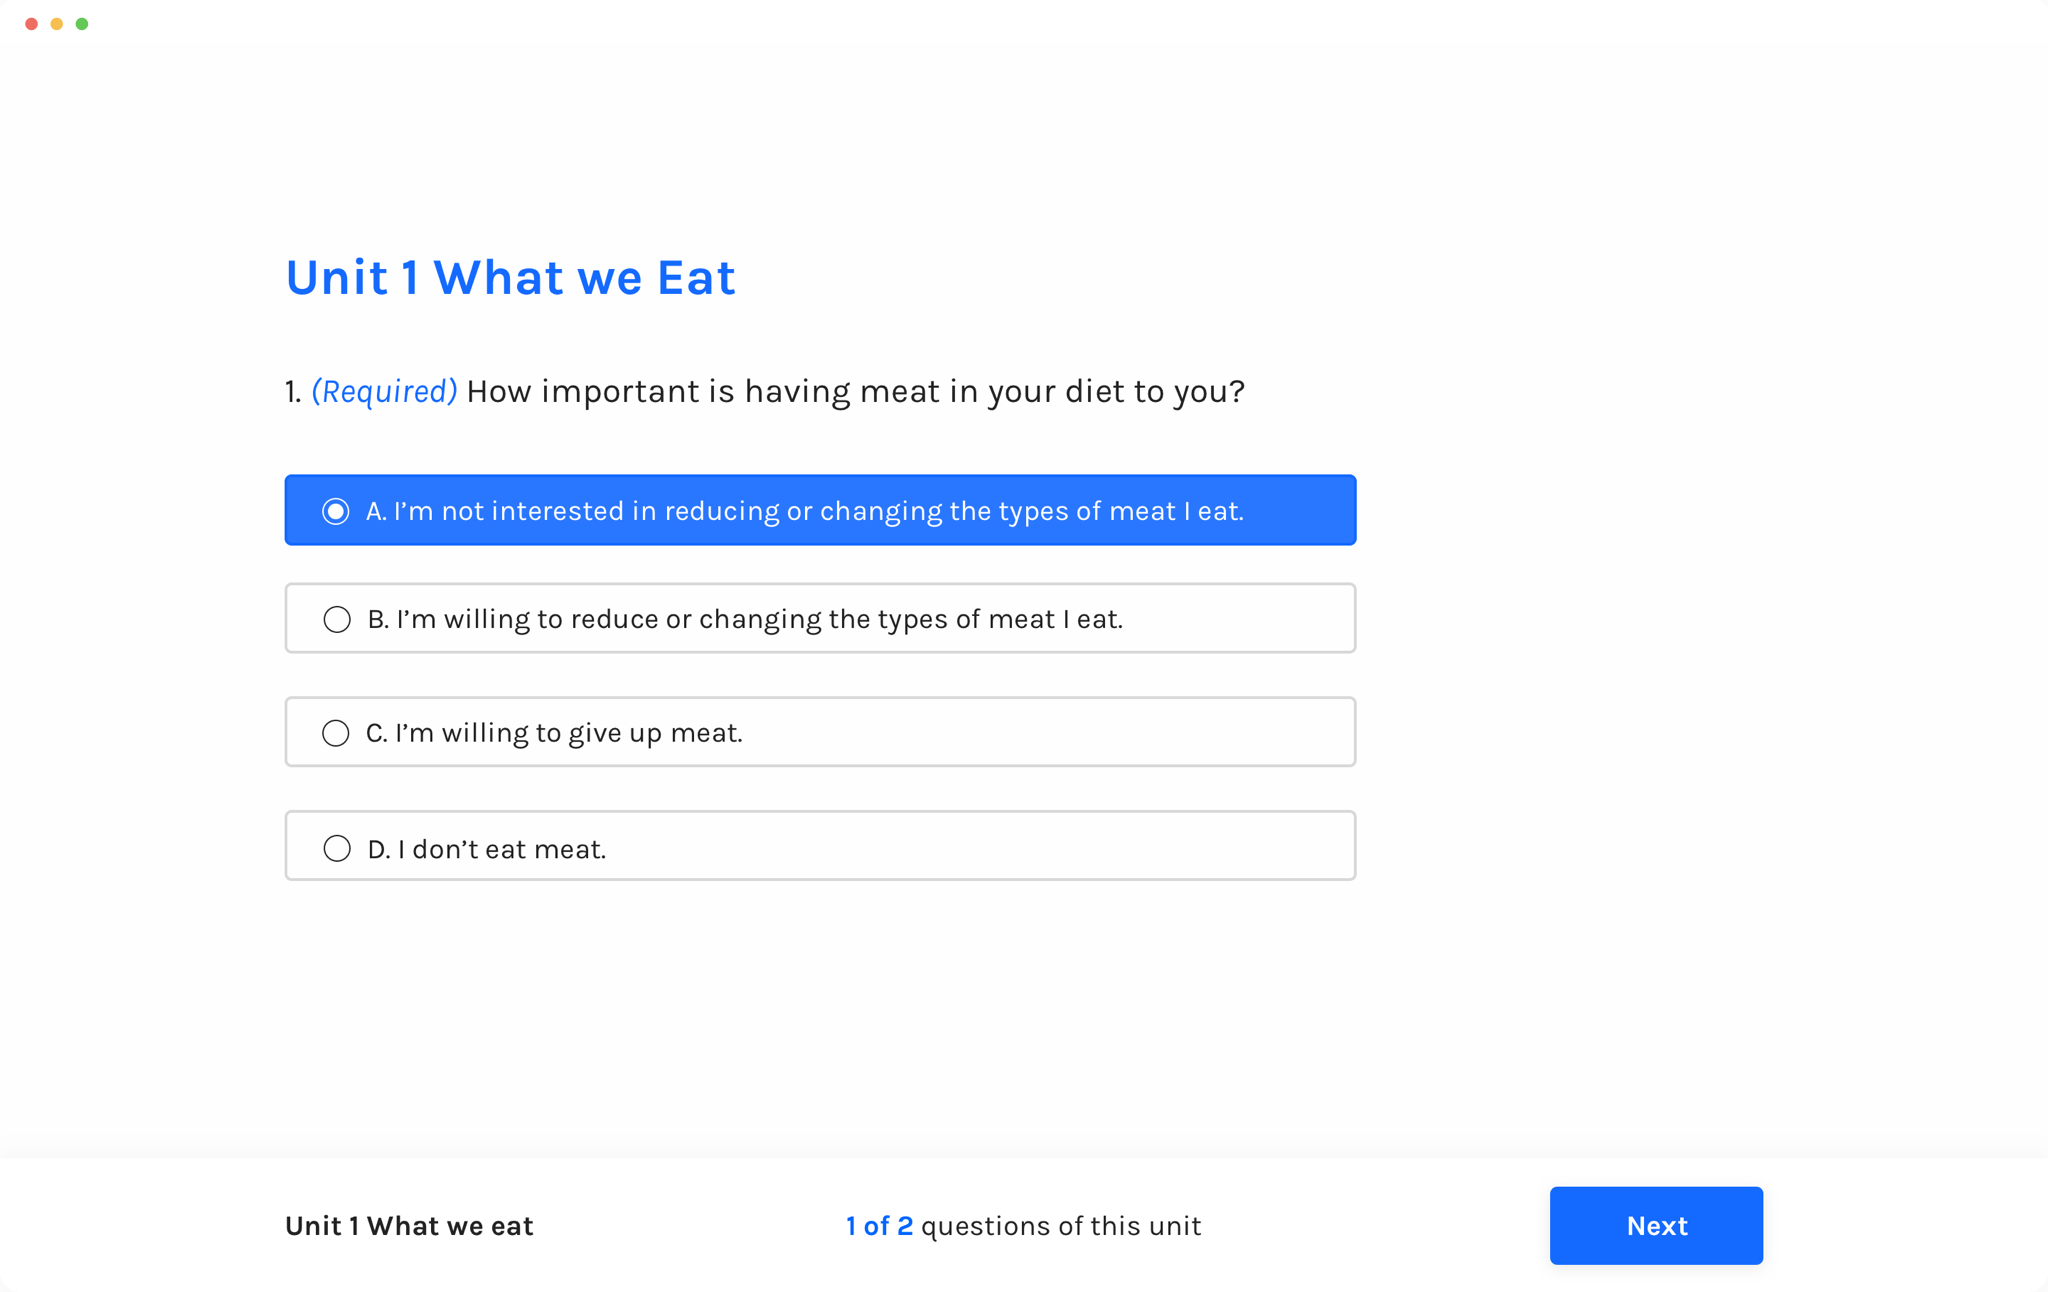 Unit 1 What we Eat
1. (Required) How important is having meat in your diet to you?
A. I’m not interested in reducing or changing the types of meat I eat.
B. I’m willing to reduce or changing the types of meat I eat.
C. I’m willing to give up meat.
D. I don’t eat meat.
Unit 1 What we eat
1 of 2 questions of this unit
Next